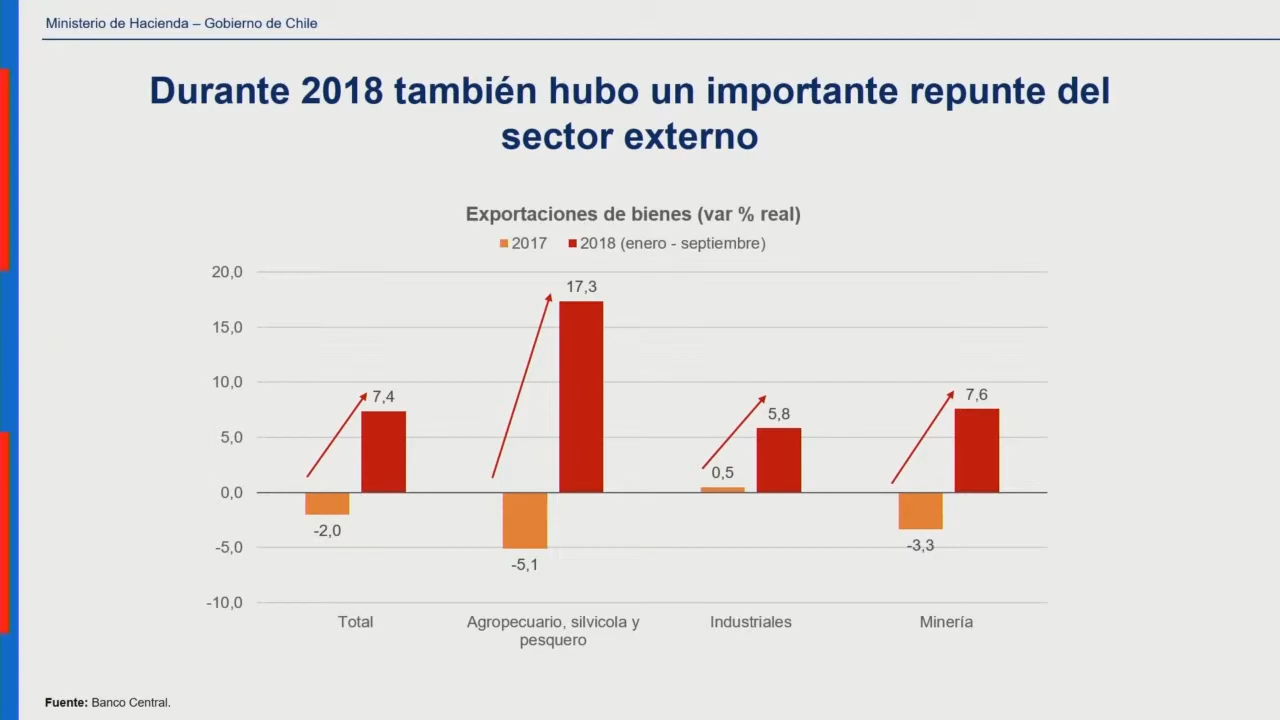 Ministerio de Hacienda – Gobierno de Chile
Durante 2018 también hubo un importante repunte del
sector externo
Exportaciones de bienes (var % real)
2017 2018 (enero - septiembre)
20,0
15,0
10,0
5,0
0,0
-5,0
-10,0
7,4
-2,0
17,3
-5,1
0,5
5,8
7,6
-3,3
Total
Agropecuario, silvicola y
pesquero
Industriales
Minería
Fuente: Banco Central.